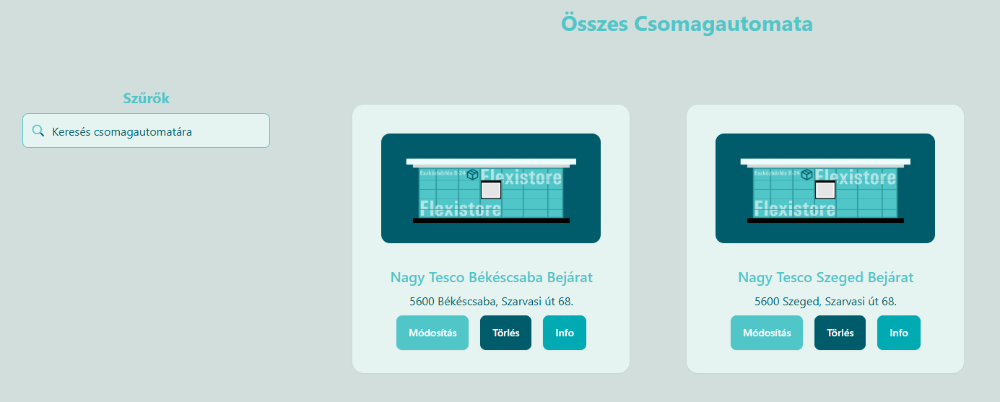 Összes Csomagautomata
Szűrők
Keresés csomagautomatára
Eszközbérlés 0-24
Flexistore
Flexistore
Nagy Tesco Békéscsaba Bejárat
5600 Békéscsaba, Szarvasi út 68.
Módosítás Törlés Info
Eszközbérlés 0-24
Flexistore
Flexistore
Nagy Tesco Szeged Bejárat
5600 Szeged, Szarvasi út 68.
Módosítás Törlés Info